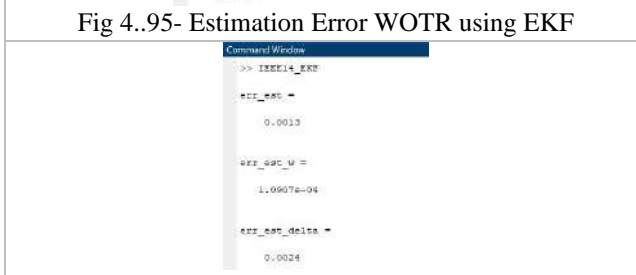 Fig 4..95- Estimation Error WOTR using EKF
Command Window
>> IEEE14_EKF
err_est =
0.0013
err_est_w =
1.0907e-04
err_est_delta =
0.0024